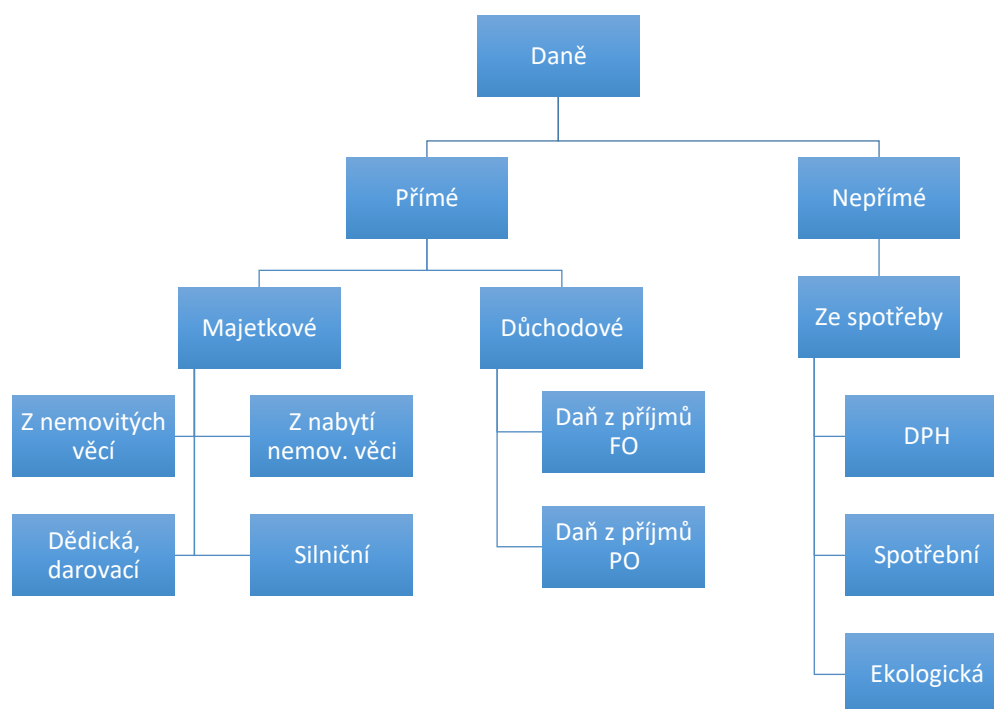 Daně
Přímé
Nepřímé
Majetkové
Důchodové
Ze spotřeby
Z nemovitých
věcí
Z nabytí
nemov. věci
Dědická,
darovací
Silniční
Daň z příjmů
FO
Daň z příjmů
PO
DPH
Spotřební
Ekologická